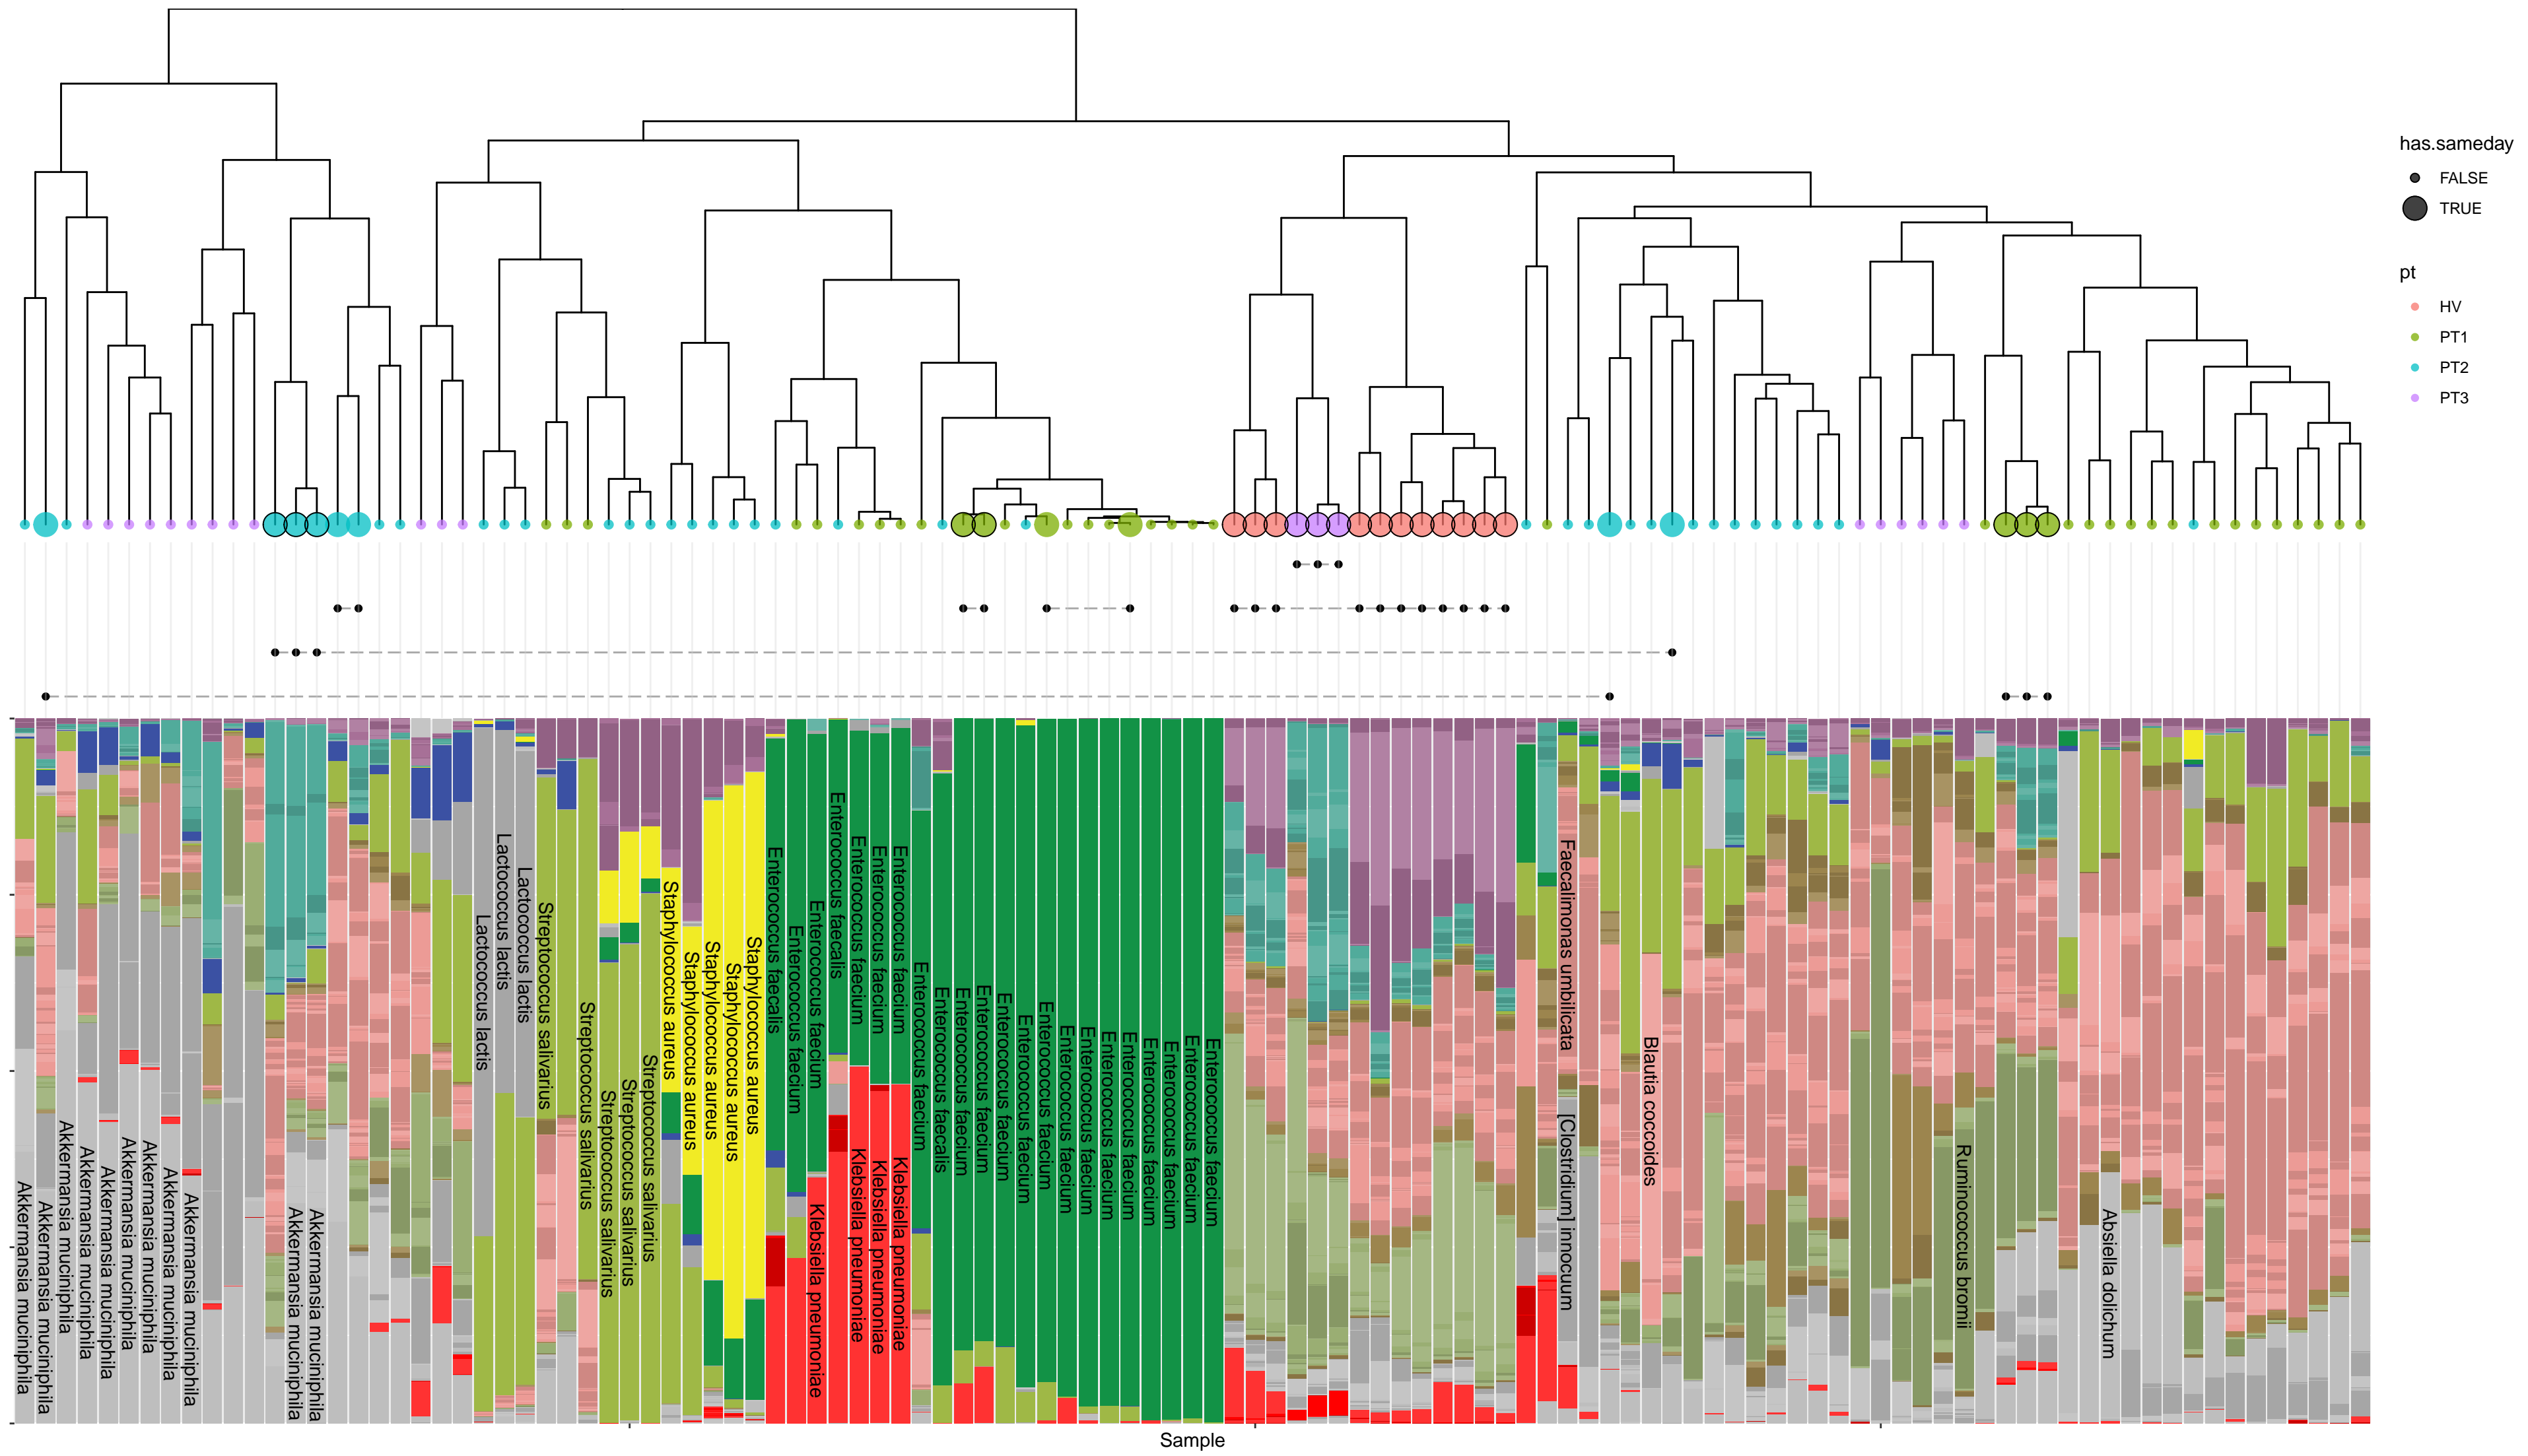 has.sameday
FALSE
TRUE
pt
HV
PT1
PT2
PT3
Akkermansia muciniphila
Akkermansia muciniphila
Akkermansia muciniphila
Akkermansia muciniphila
Akkermansia muciniphila
Akkermansia muciniphila
Akkermansia muciniphila
Akkermansia muciniphila
Akkermansia muciniphila
Akkermansia muciniphila
Akkermansia muciniphila
Lactococcus lactis
Lactococcus lactis
Lactococcus lactis
Streptococcus salivarius
Streptococcus salivarius
Streptococcus salivarius
Streptococcus salivarius
Streptococcus salivarius
Staphylococcus aureus
Staphylococcus aureus
Staphylococcus aureus
Staphylococcus aureus
Staphylococcus aureus
Enterococcus faecalis
Enterococcus faecium
Enterococcus faecium
Klebsiella pneumoniae
Enterococcus faecalis
Enterococcus faecium
Klebsiella pneumoniae
Enterococcus faecium
Klebsiella pneumoniae
Enterococcus faecium
Klebsiella pneumoniae
Enterococcus faecium
Enterococcus faecalis
Enterococcus faecium
Enterococcus faecium
Enterococcus faecium
Enterococcus faecium
Enterococcus faecium
Enterococcus faecium
Enterococcus faecium
Enterococcus faecium
Enterococcus faecium
Enterococcus faecium
Enterococcus faecium
Enterococcus faecium
Enterococcus faecium
Faecalimonas umbilicata
[Clostridium] innocuum
Blautia coccoides
Ruminococcus bromii
Absiella dolichum
Sample